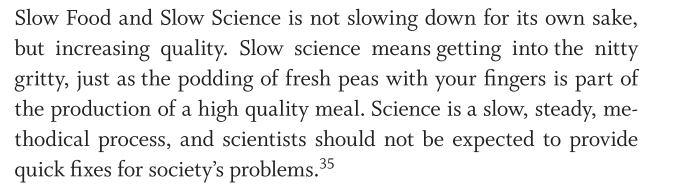 Slow Food and Slow Science is not slowing down for its own sake,
but increasing quality. Slow science means getting into the nitty
gritty, just as the podding of fresh peas with your fingers is part of
the production of a high quality meal. Science is a slow, steady, me-
thodical process, and scientists should not be expected to provide
quick fixes for society’s problems.³⁵